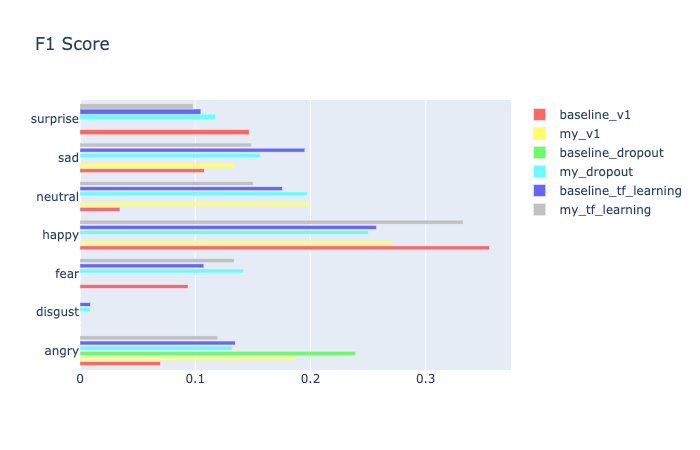 F1 Score
surprise
sad
neutral
happy
fear
disgust
angry
0 0.1 0.2 0.3
baseline_v1
my_v1
baseline_dropout
my_dropout
baseline_tf_learning
my_tf_learning